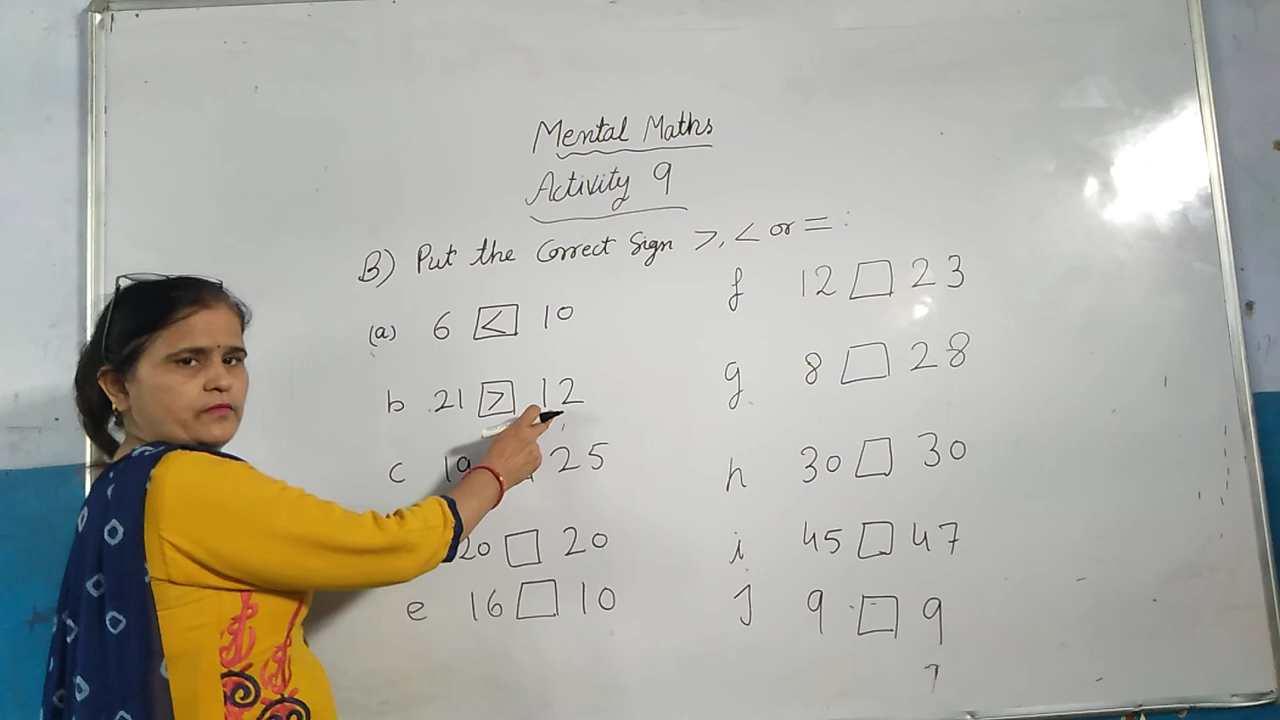 Mental Maths
Activity 9
B) Put the Correct Sign >, < or = :
(a) 6 < 10
b 21 > 12
c 19 25
20 □ 20
e 16 □ 10
f 12 □ 23
g 8 □ 28
h 30 □ 30
i 45 □ 47
J 9 □ 9